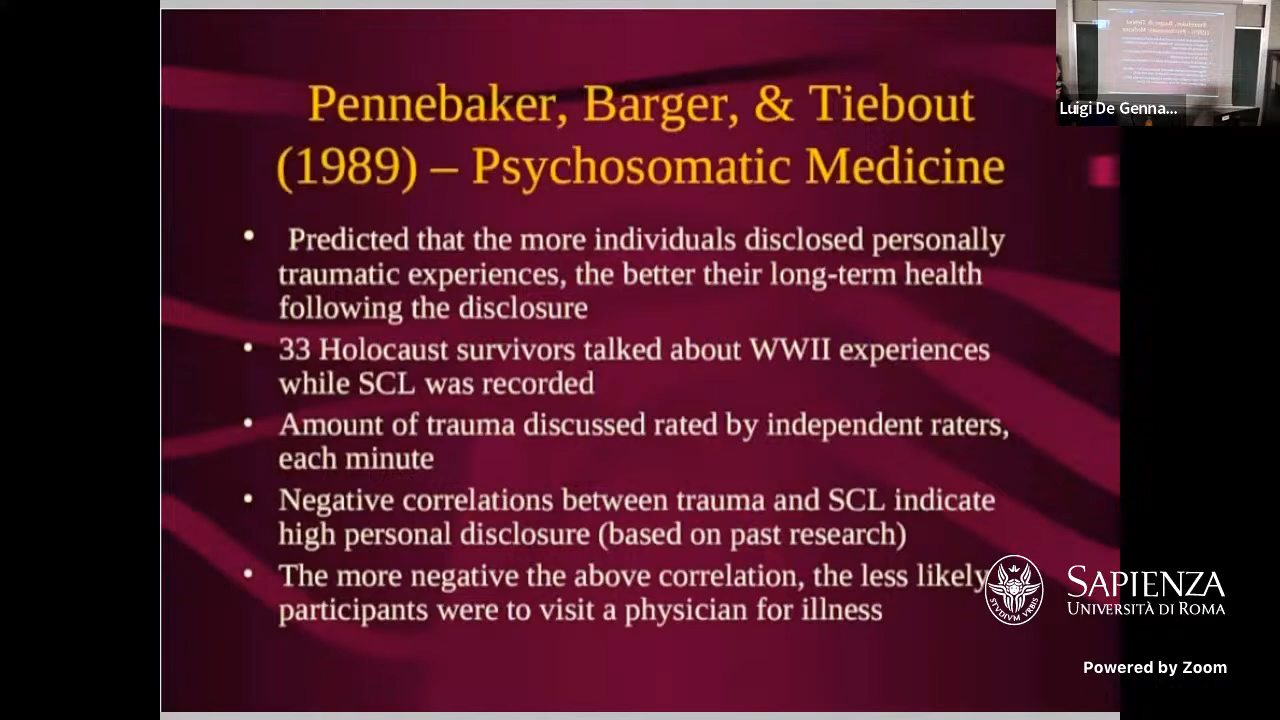 Pennebaker, Barger, & Tiebout
(1989) – Psychosomatic Medicine
• Predicted that the more individuals disclosed personally
traumatic experiences, the better their long-term health
following the disclosure
• 33 Holocaust survivors talked about WWII experiences
while SCL was recorded
• Amount of trauma discussed rated by independent raters,
each minute
• Negative correlations between trauma and SCL indicate
high personal disclosure (based on past research)
• The more negative the above correlation, the less likely
participants were to visit a physician for illness
Luigi De Genna...
STVDIVM VRBIS
SAPIENZA
UNIVERSITÀ DI ROMA
Powered by Zoom